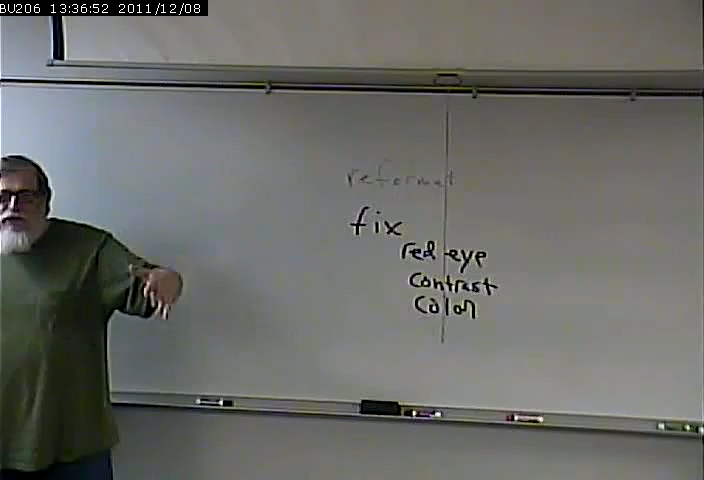 BU206 13:36:52 2011/12/08
reformat
fix
red eye
contrast
color